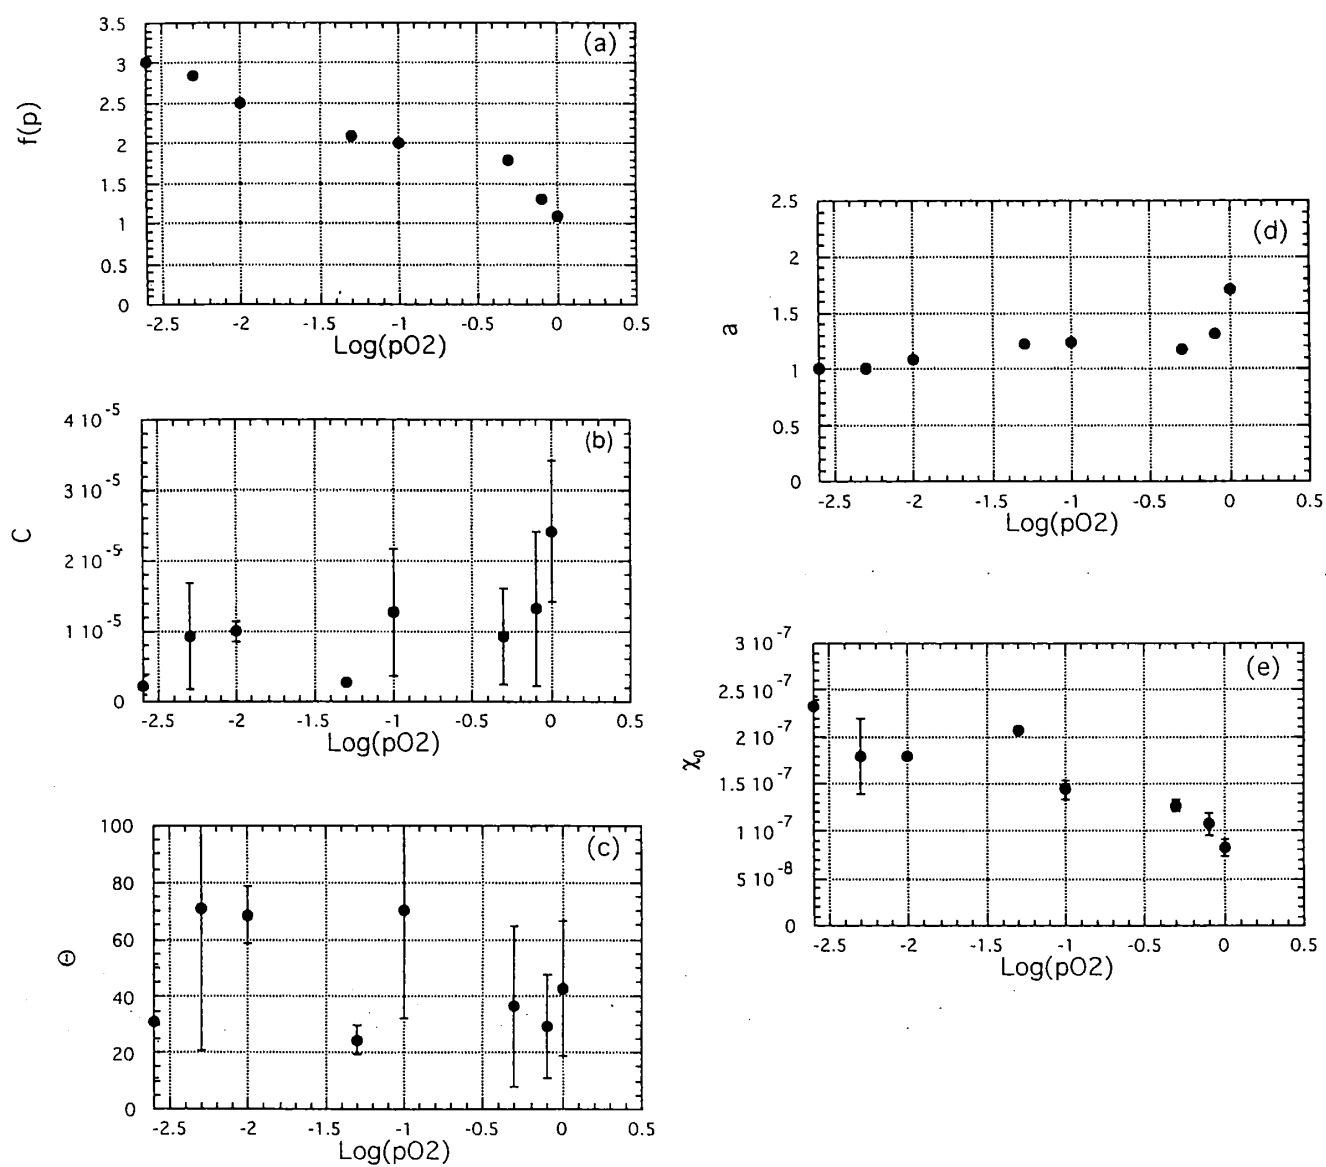 (a)
3.5
3
2.5
2
1.5
1
0.5
0
f(p)
-2.5 -2 -1.5 -1 -0.5 0 0.5
Log(pO2)
(b)
4 10 -5
3 10 -5
2 10 -5
1 10 -5
0
C
-2.5 -2 -1.5 -1 -0.5 0 0.5
Log(pO2)
(c)
100
80
60
40
20
0
Θ
-2.5 -2 -1.5 -1 -0.5 0 0.5
Log(pO2)
(d)
2.5
2
1.5
1
0.5
0
a
-2.5 -2 -1.5 -1 -0.5 0 0.5
Log(pO2)
(e)
3 10 -7
2.5 10 -7
2 10 -7
1.5 10 -7
1 10 -7
5 10 -8
0
χ0
-2.5 -2 -1.5 -1 -0.5 0 0.5
Log(pO2)